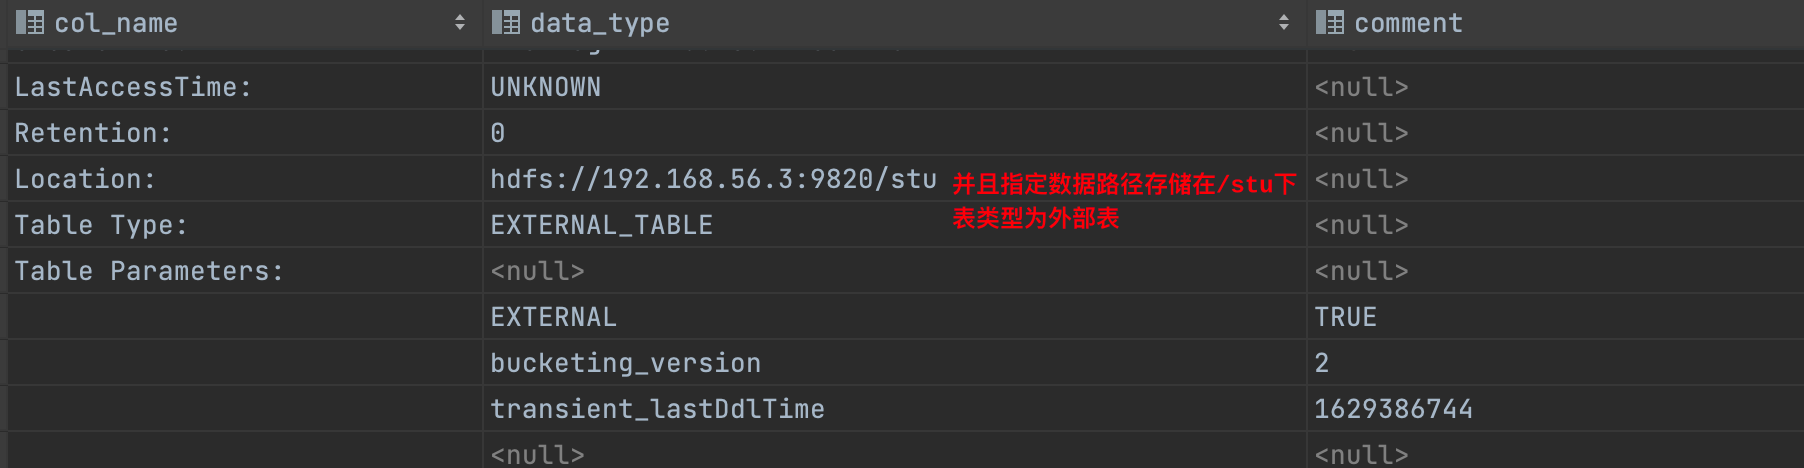 col_name data_type comment
LastAccessTime: UNKNOWN <null>
Retention: 0 <null>
Location: hdfs://192.168.56.3:9820/stu 并且指定数据路径存储在/stu下 <null>
表类型为外部表
Table Type: EXTERNAL_TABLE <null>
Table Parameters: <null> <null>
EXTERNAL TRUE
bucketing_version 2
transient_lastDdlTime 1629386744
<null> <null>